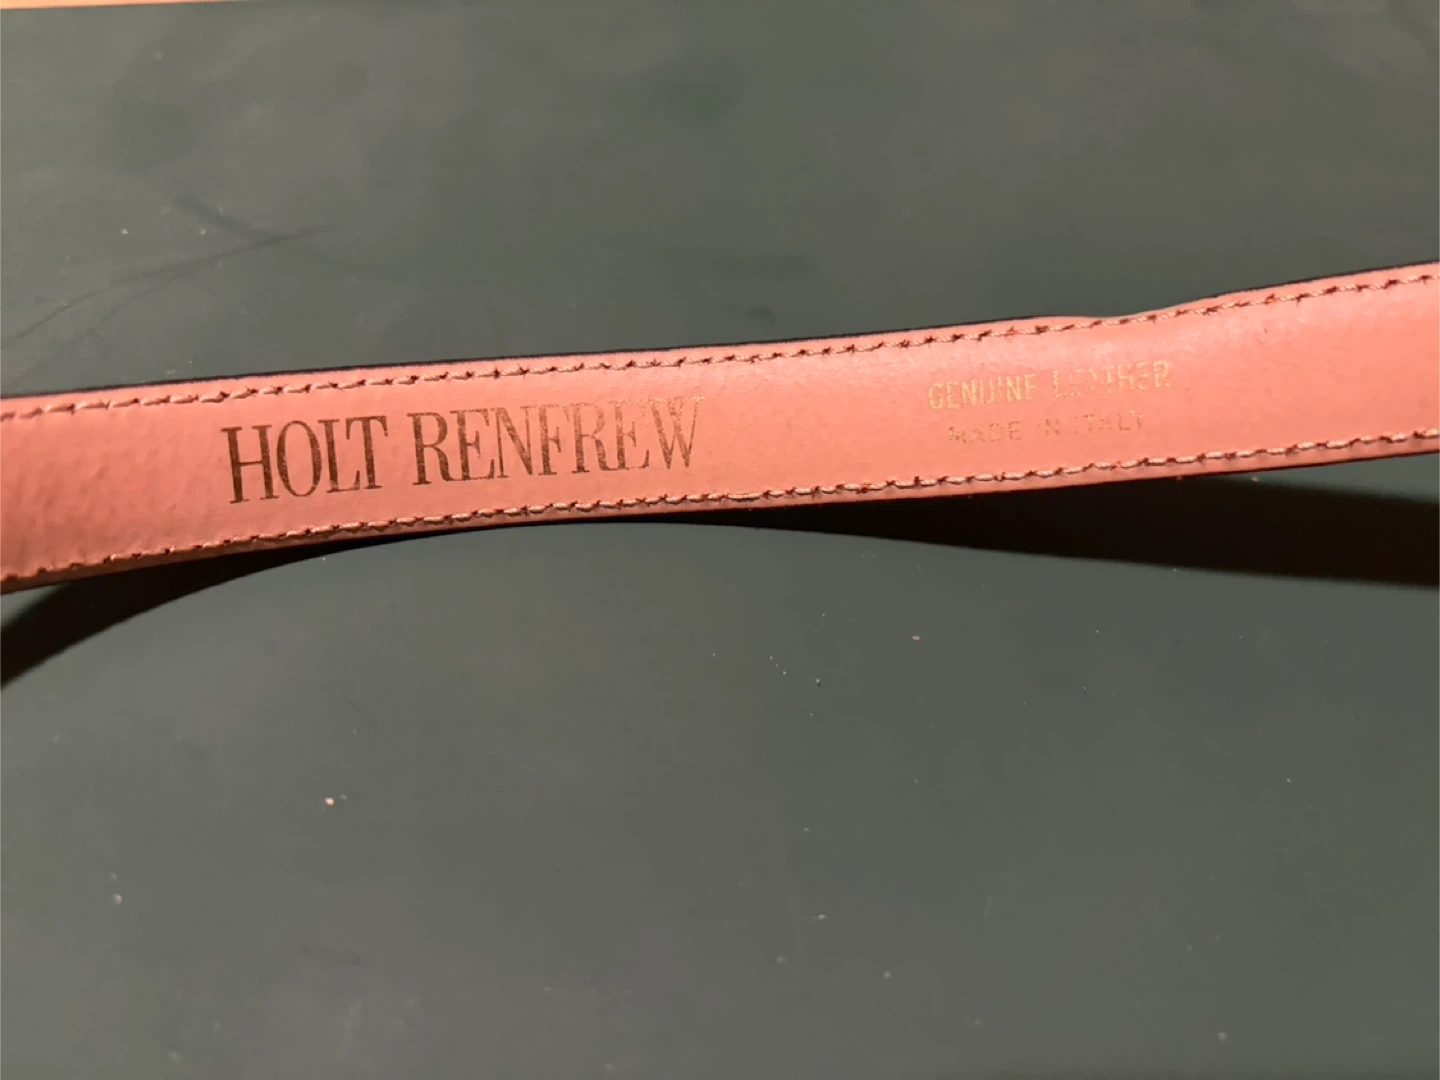 HOLT RENFREW
GENUINE LEATHER
MADE IN ITALY